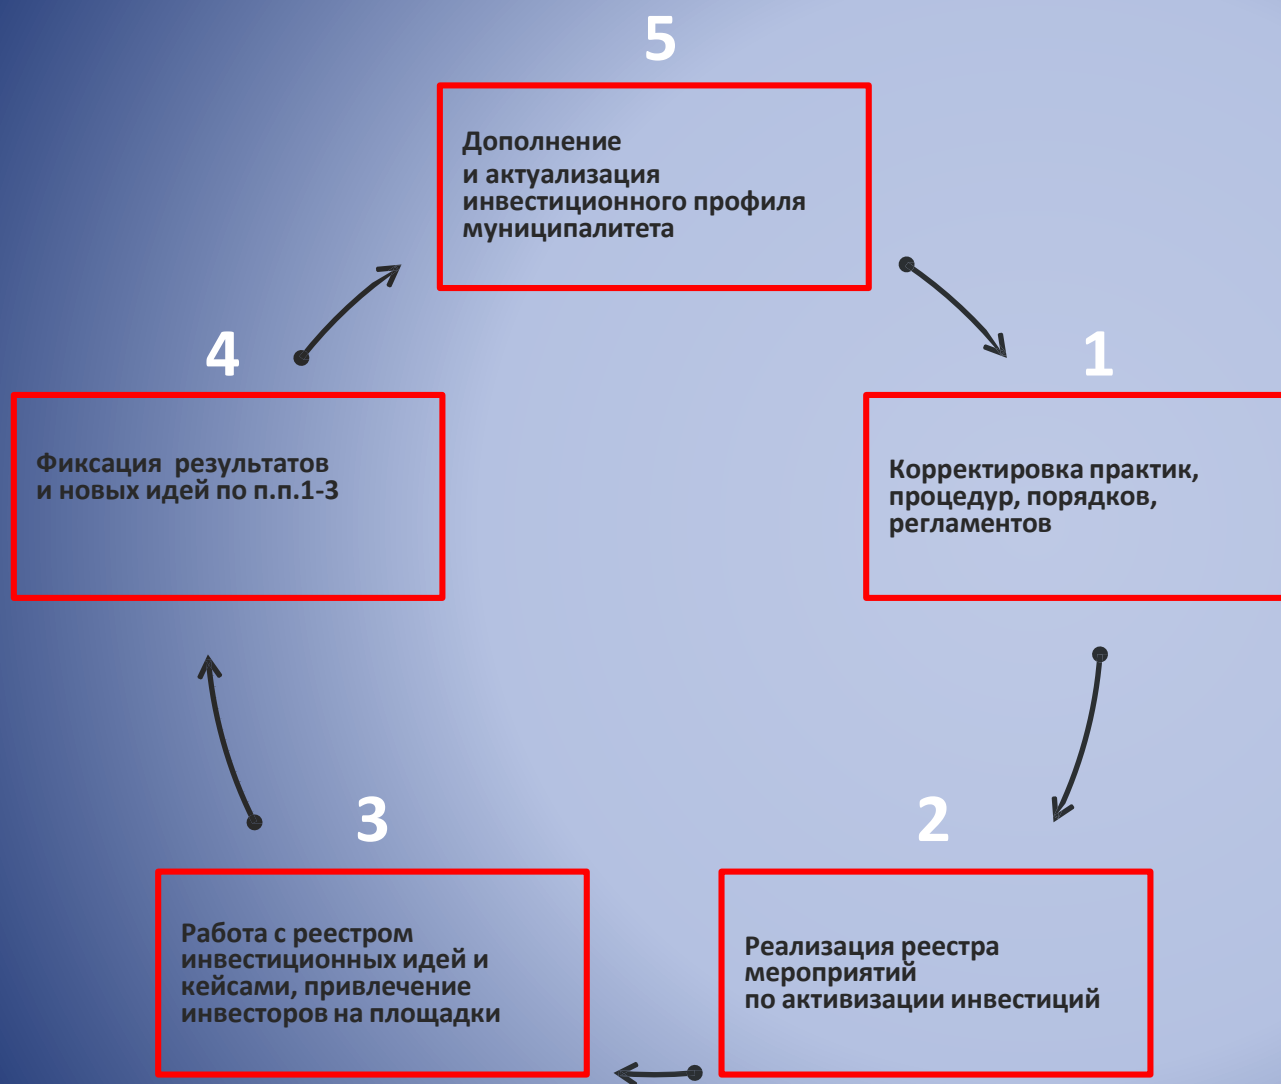 5
Дополнение
и актуализация
инвестиционного профиля
муниципалитета
4
Фиксация  результатов
и новых идей по п.п.1-3
1
Корректировка практик,
процедур, порядков,
регламентов
3
Работа с реестром
инвестиционных идей и
кейсами, привлечение
инвесторов на площадки
2
Реализация реестра
мероприятий
по активизации инвестиций